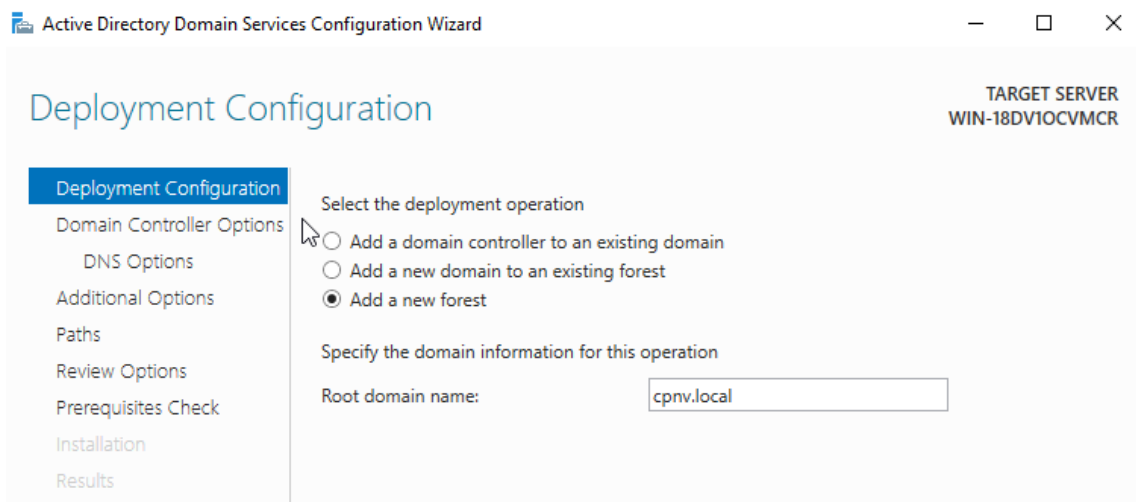 Active Directory Domain Services Configuration Wizard
Deployment Configuration
TARGET SERVER
WIN-18DV1OCVMCR
Deployment Configuration
Domain Controller Options
DNS Options
Additional Options
Paths
Review Options
Prerequisites Check
Installation
Results
Select the deployment operation
Add a domain controller to an existing domain
Add a new domain to an existing forest
Add a new forest
Specify the domain information for this operation
Root domain name: cpnv.local